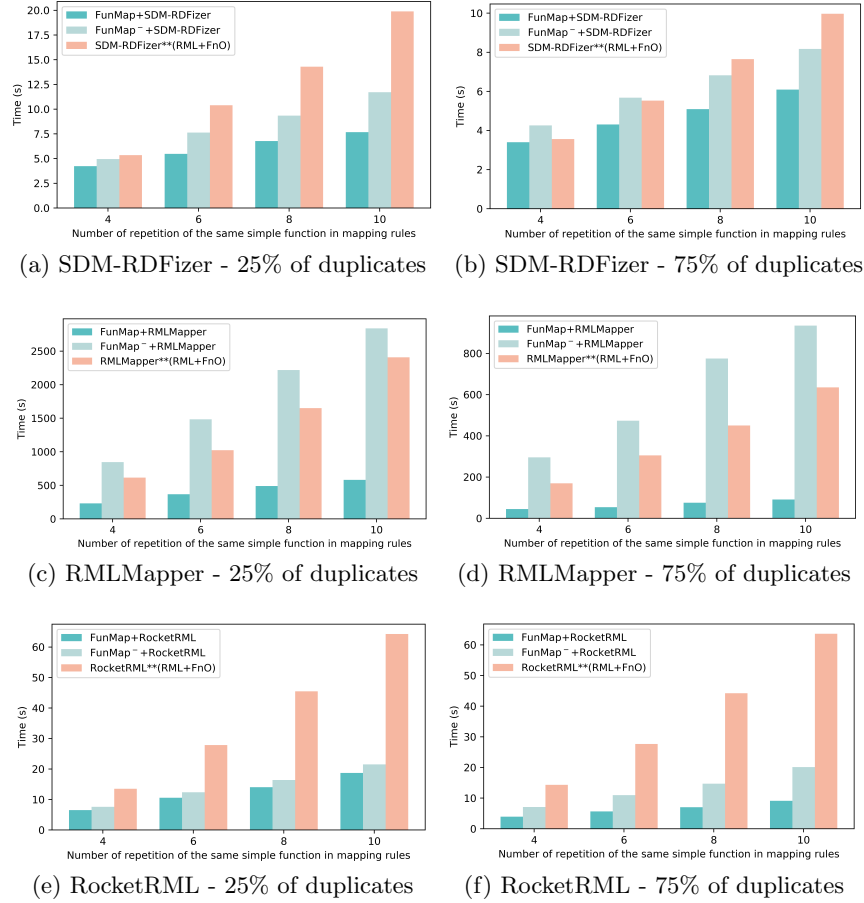 20.0
17.5
15.0
12.5
10.0
7.5
5.0
2.5
0.0
Time (s)
FunMap+SDM-RDFizer
FunMap⁻+SDM-RDFizer
SDM-RDFizer**(RML+FnO)
4 6 8 10
Number of repetition of the same simple function in mapping rules
(a) SDM-RDFizer - 25% of duplicates
10
8
6
4
2
0
Time (s)
FunMap+SDM-RDFizer
FunMap⁻+SDM-RDFizer
SDM-RDFizer**(RML+FnO)
4 6 8 10
Number of repetition of the same simple function in mapping rules
(b) SDM-RDFizer - 75% of duplicates
2500
2000
1500
1000
500
0
Time (s)
FunMap+RMLMapper
FunMap⁻+RMLMapper
RMLMapper**(RML+FnO)
4 6 8 10
Number of repetition of the same simple function in mapping rules
(c) RMLMapper - 25% of duplicates
800
600
400
200
0
Time (s)
FunMap+RMLMapper
FunMap⁻+RMLMapper
RMLMapper**(RML+FnO)
4 6 8 10
Number of repetition of the same simple function in mapping rules
(d) RMLMapper - 75% of duplicates
60
50
40
30
20
10
0
Time (s)
FunMap+RocketRML
FunMap⁻+RocketRML
RocketRML**(RML+FnO)
4 6 8 10
Number of repetition of the same simple function in mapping rules
(e) RocketRML - 25% of duplicates
60
50
40
30
20
10
0
Time (s)
FunMap+RocketRML
FunMap⁻+RocketRML
RocketRML**(RML+FnO)
4 6 8 10
Number of repetition of the same simple function in mapping rules
(f) RocketRML - 75% of duplicates